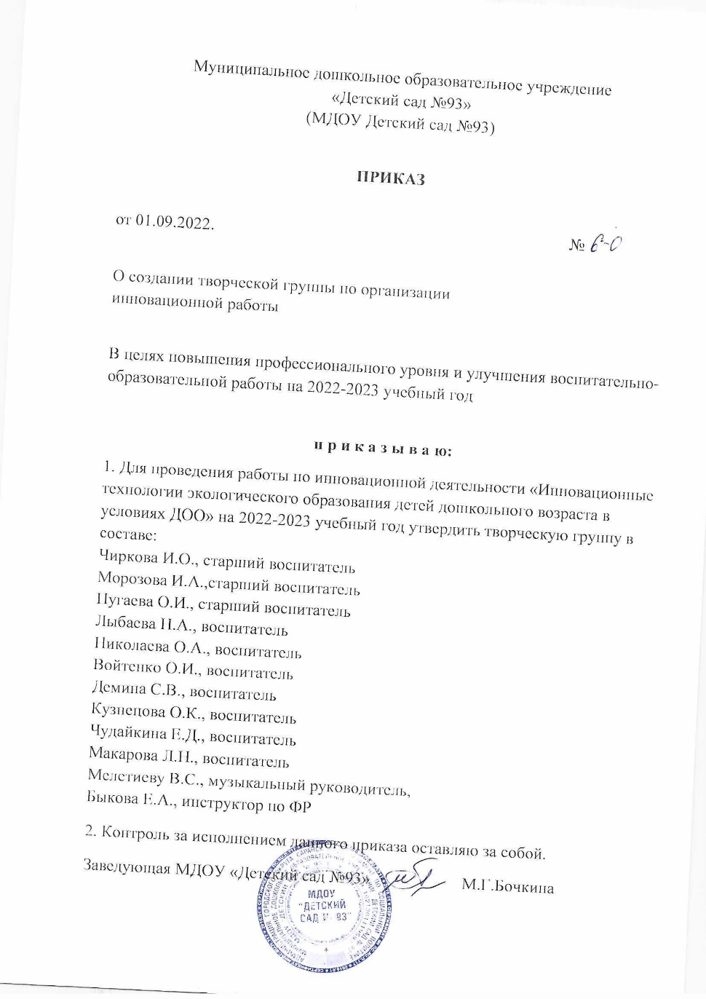 Муниципальное дошкольное образовательное учреждение
«Детский сад №93»
(МДОУ Детский сад №93)
ПРИКАЗ
от 01.09.2022.
№ 6-О
О создании творческой группы по организации
инновационной работы
В целях повышения профессионального уровня и улучшения воспитательно-
образовательной работы на 2022-2023 учебный год
п р и к а з ы в а ю:
1. Для проведения работы по инновационной деятельности «Инновационные
технологии экологического образования детей дошкольного возраста в
условиях ДОО» на 2022-2023 учебный год утвердить творческую группу в
составе:
Чиркова И.О., старший воспитатель
Морозова И.А.,старший воспитатель
Пугаева О.И., старший воспитатель
Лыбаева Н.А., воспитатель
Николаева О.А., воспитатель
Войтенко О.И., воспитатель
Демина С.В., воспитатель
Кузнецова О.К., воспитатель
Чудайкина Е.Д., воспитатель
Макарова Л.Н., воспитатель
Мелетиеву В.С., музыкальный руководитель,
Быкова Е.А., инструктор по ФР
2. Контроль за исполнением данного приказа оставляю за собой.
Заведующая МДОУ «Детский сад №93»
М.Г.Бочкина
МДОУ
"ДЕТСКИЙ
САД № 93"